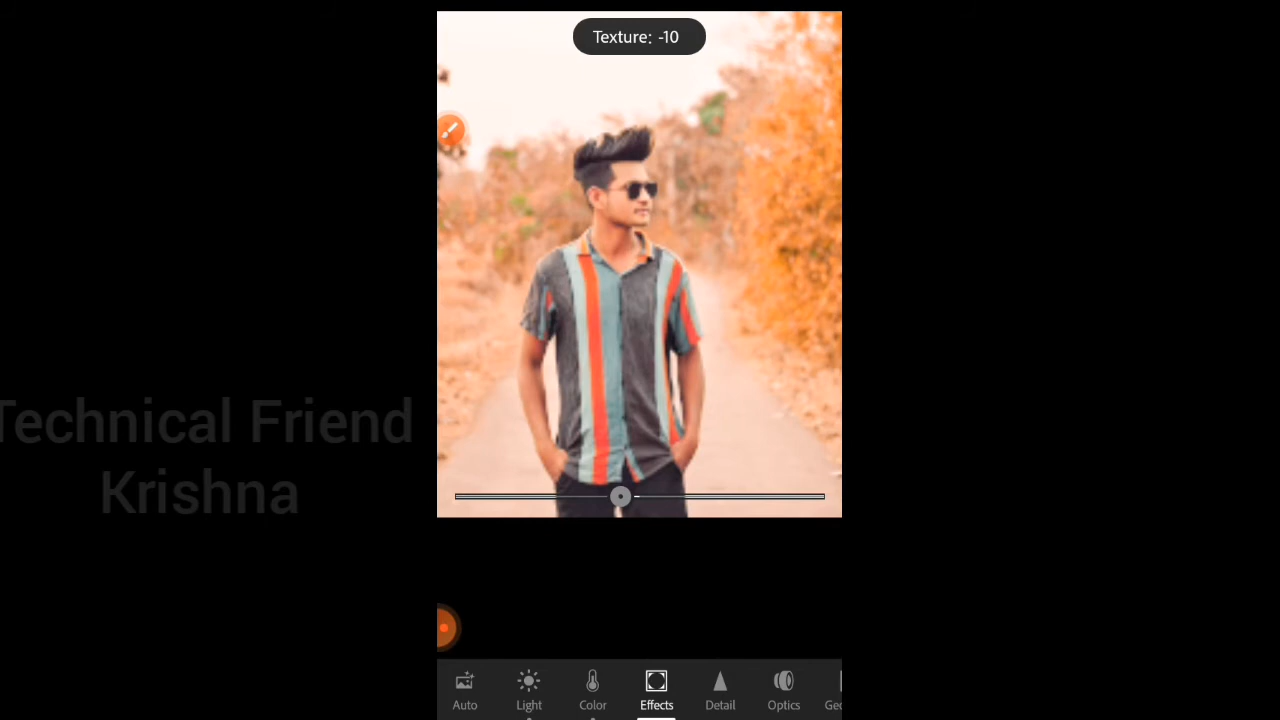 Texture: -10
Technical Friend
Krishna
Auto
Light
Color
Effects
Detail
Optics